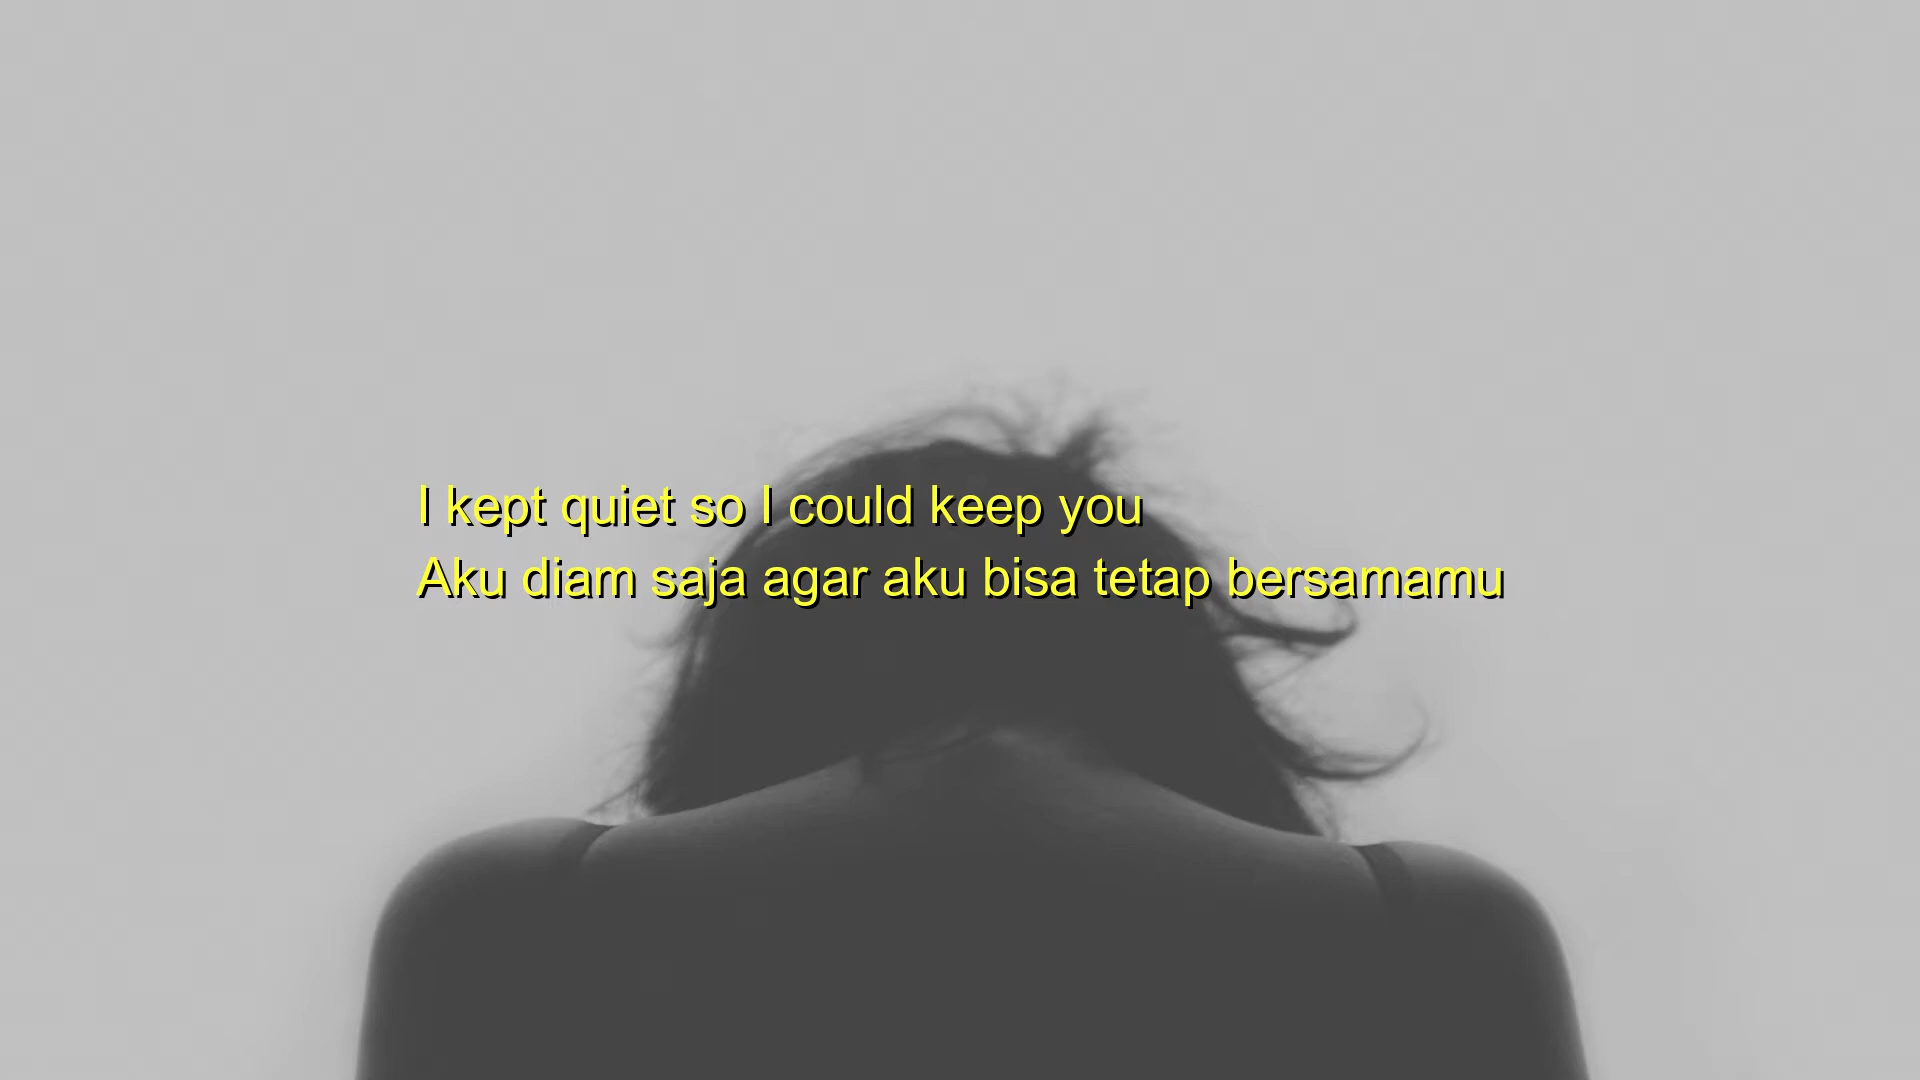 I kept quiet so I could keep you
Aku diam saja agar aku bisa tetap bersamamu